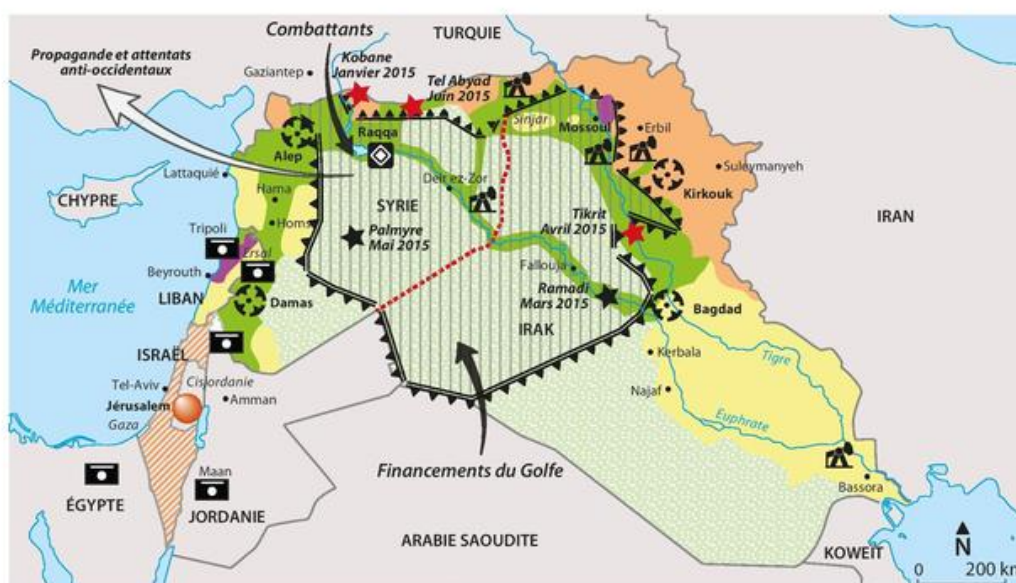 Combattants
TURQUIE
Propagande et attentats
anti-occidentaux
Gaziantep
Kobane
Janvier 2015
Tel Abyad
Juin 2015
Sinjar
Mossoul
Erbil
Raqqa
Alep
Suleymanyeh
Lattaquié
Kirkouk
CHYPRE
Hama
Deir ez-Zor
IRAN
SYRIE
Homs
Palmyre
Mai 2015
Tikrit
Avril 2015
Tripoli
Ersal
Beyrouth
Fallouja
Mer
Méditerranée
LIBAN
Damas
Ramadi
Mars 2015
Bagdad
IRAK
ISRAËL
Kerbala
Tigre
Tel-Aviv
Cisjordanie
Jérusalem
Amman
Najaf
Gaza
Euphrate
Financements du Golfe
Maan
Bassora
ÉGYPTE
JORDANIE
ARABIE SAOUDITE
KOWEIT
N
0 200 km